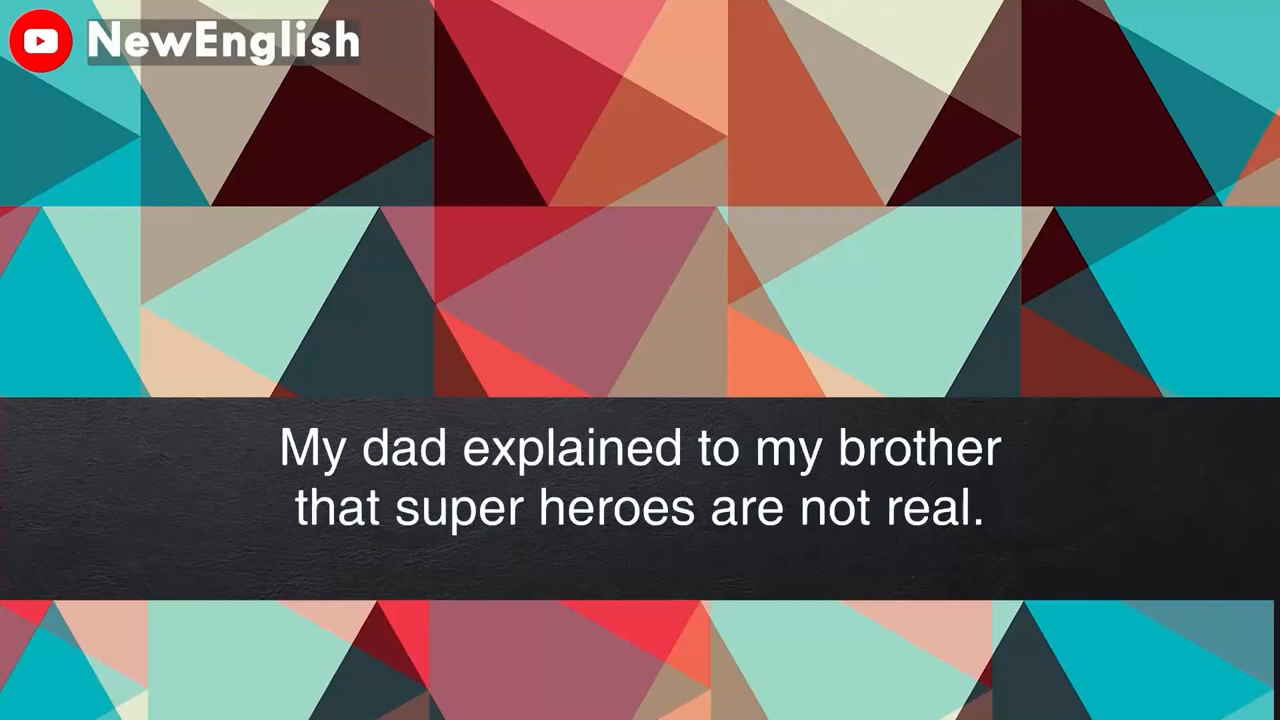 NewEnglish
My dad explained to my brother
that super heroes are not real.